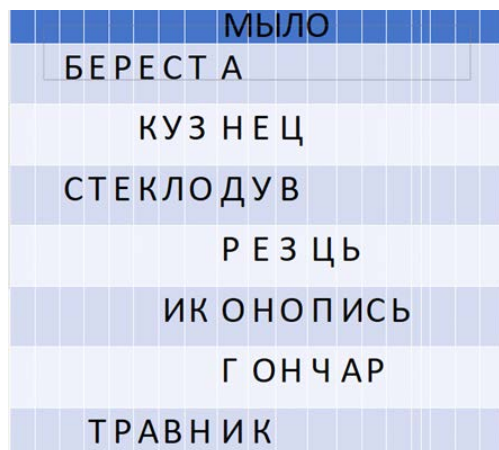 МЫЛО
БЕРЕСТА
КУЗНЕЦ
СТЕКЛОДУВ
РЕЗЦЬ
ИКОНОПИСЬ
ГОНЧАР
ТРАВНИК